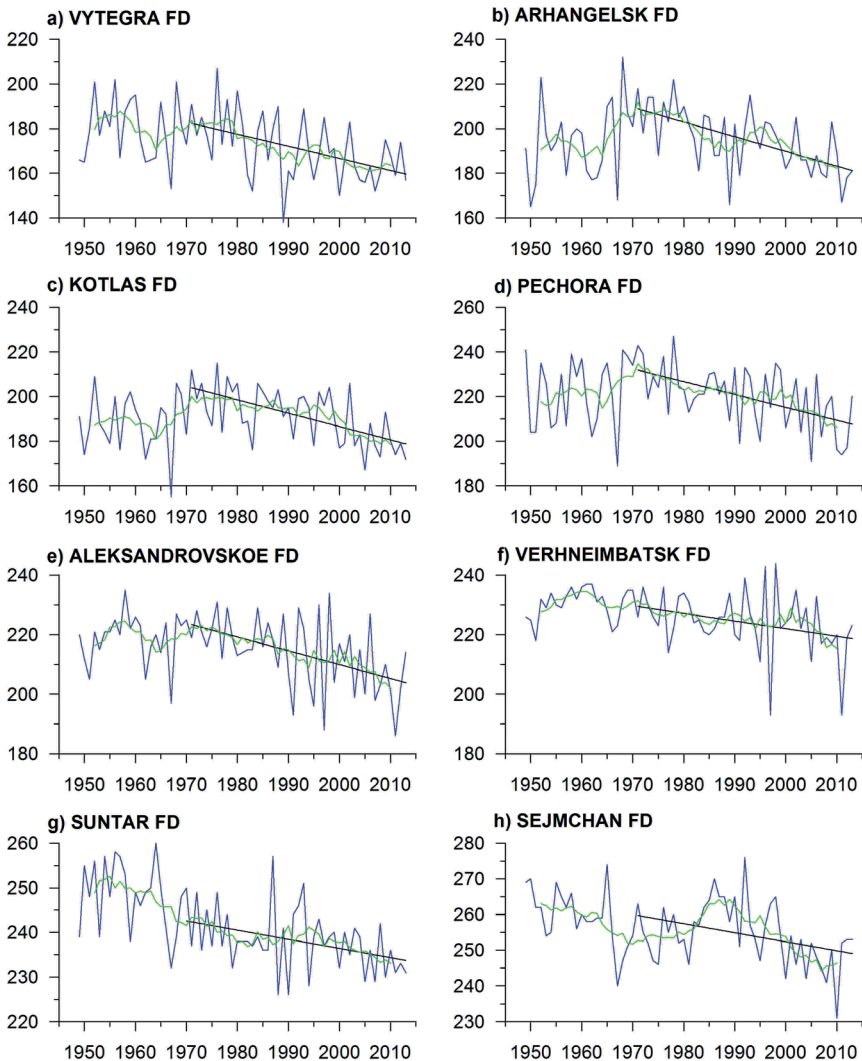 a) VYTEGRA FD
220
200
180
160
140
1950 1960 1970 1980 1990 2000 2010
b) ARHANGELSK FD
240
220
200
180
160
1950 1960 1970 1980 1990 2000 2010
c) KOTLAS FD
240
220
200
180
160
1950 1960 1970 1980 1990 2000 2010
d) PECHORA FD
260
240
220
200
180
1950 1960 1970 1980 1990 2000 2010
e) ALEKSANDROVSKOE FD
240
220
200
180
1950 1960 1970 1980 1990 2000 2010
f) VERHNEIMBATSK FD
240
220
200
180
1950 1960 1970 1980 1990 2000 2010
g) SUNTAR FD
260
250
240
230
220
1950 1960 1970 1980 1990 2000 2010
h) SEJMCHAN FD
280
270
260
250
240
230
1950 1960 1970 1980 1990 2000 2010